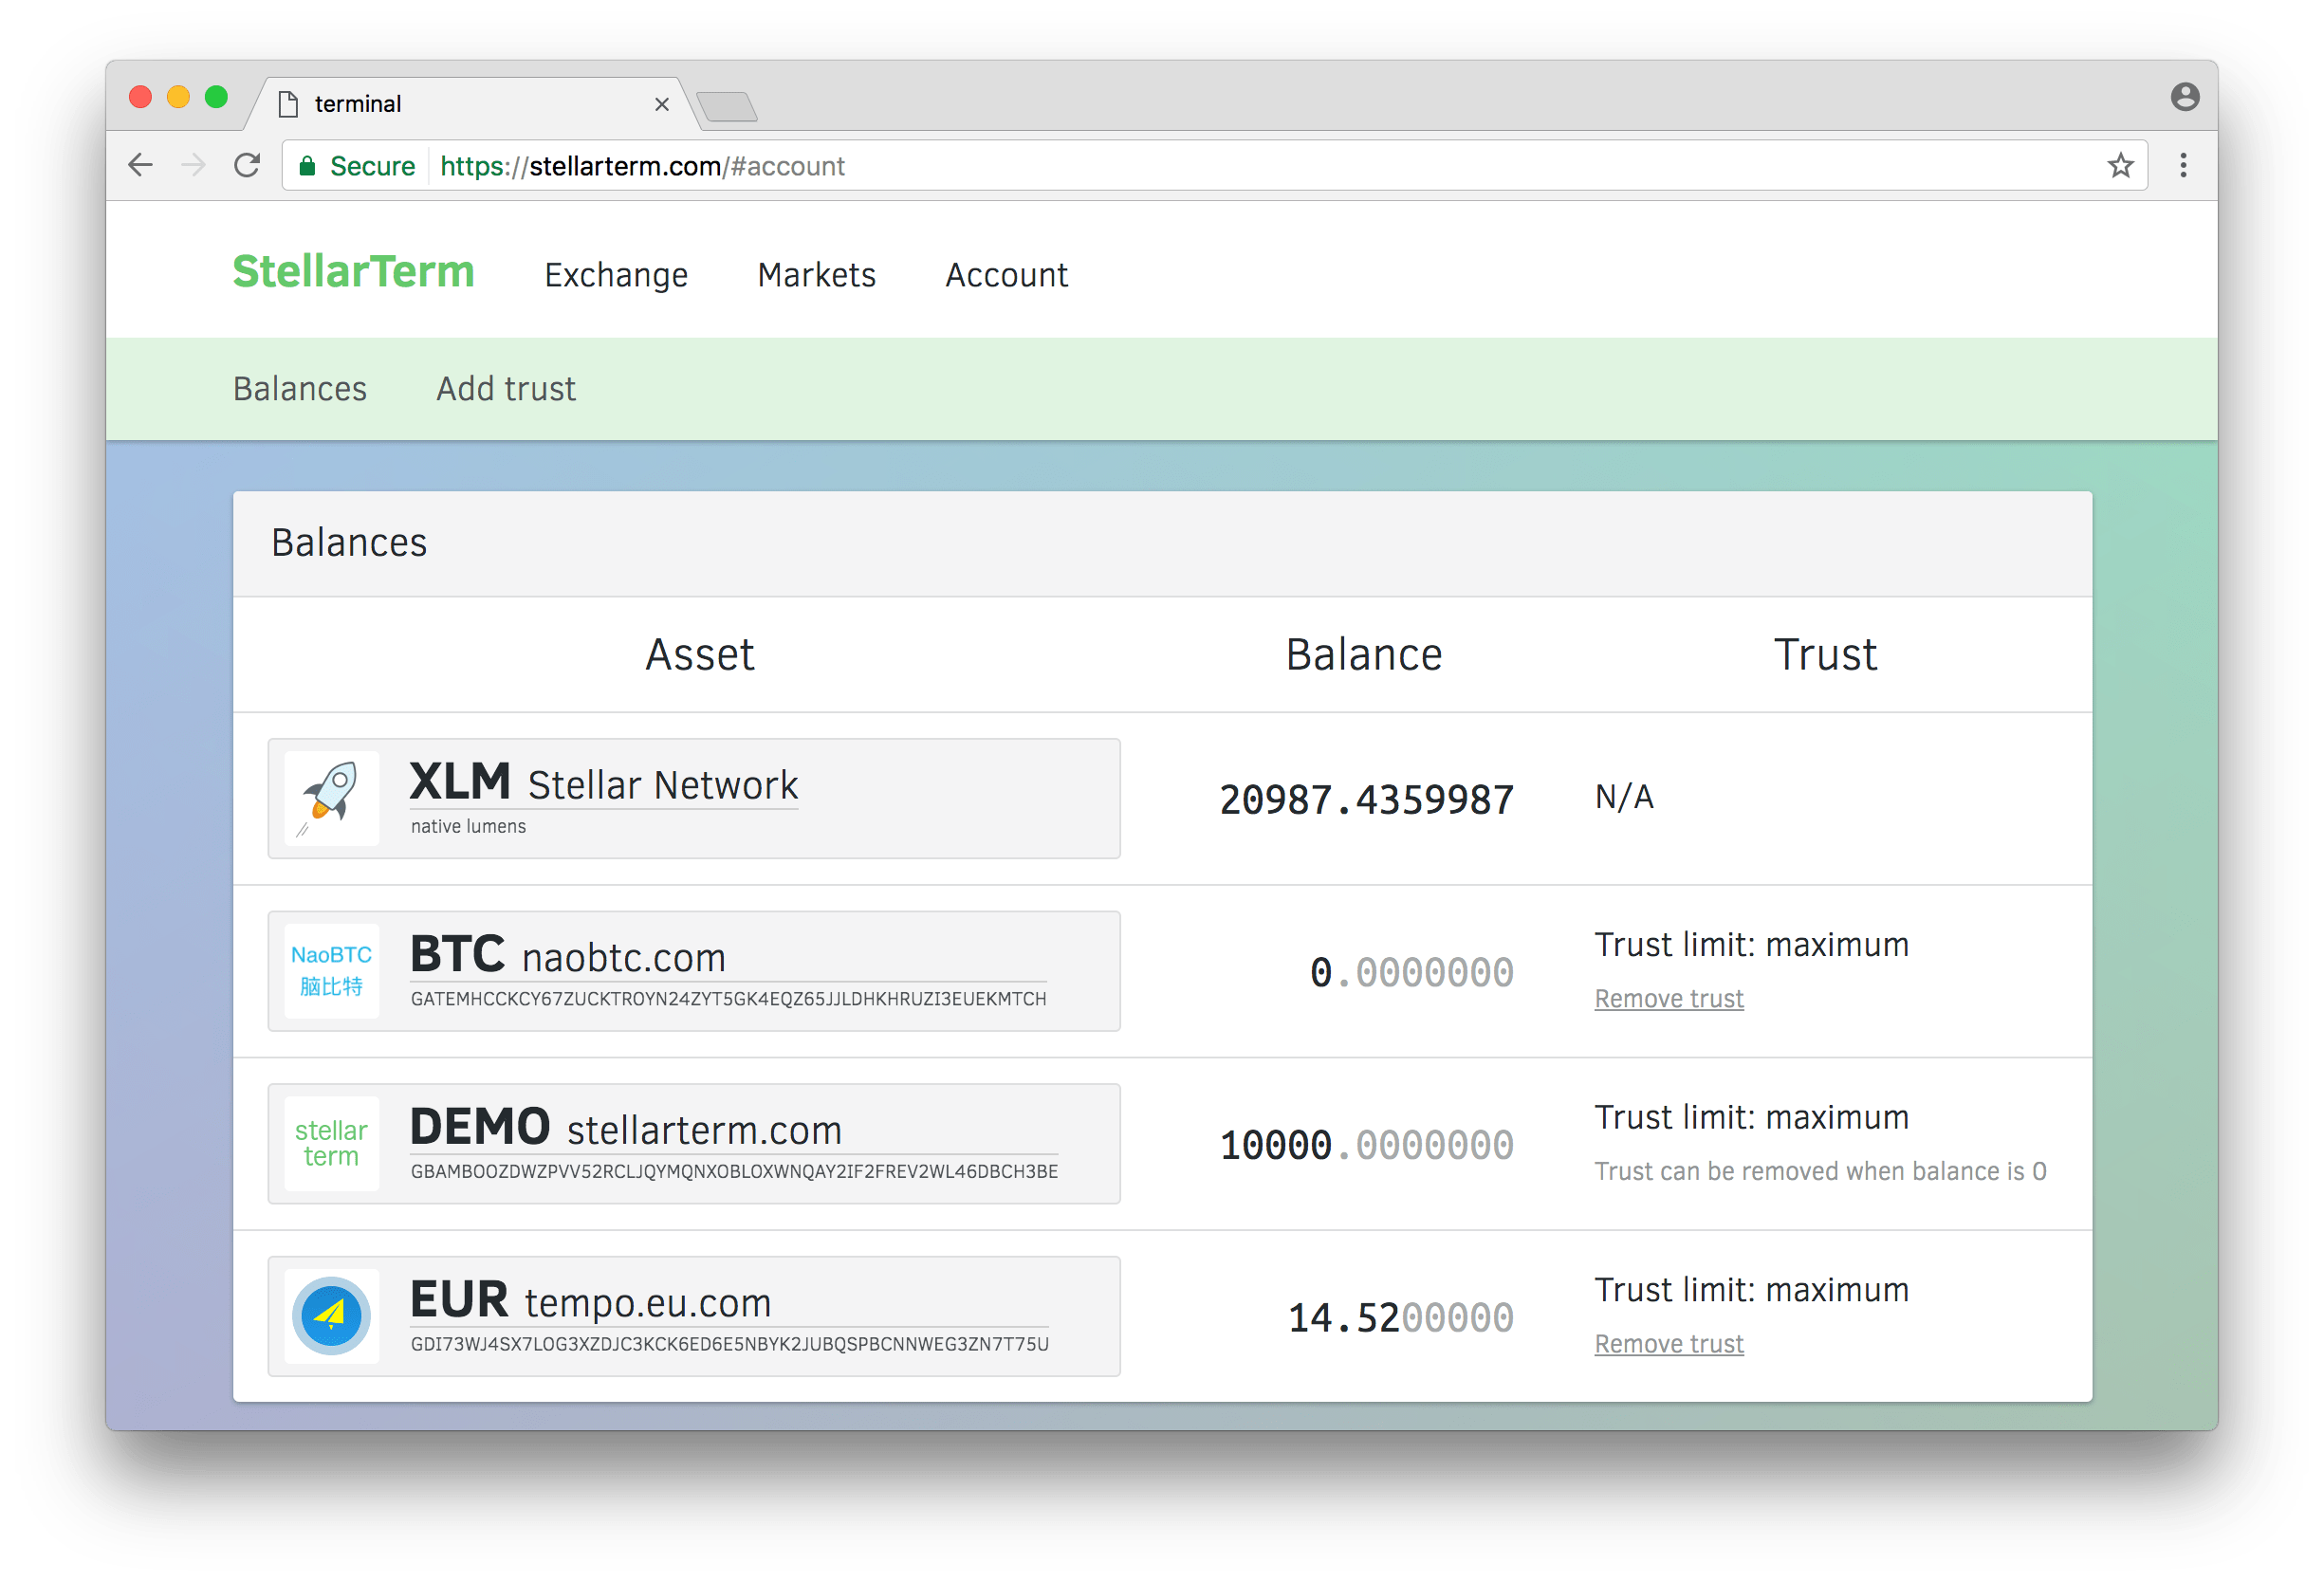 terminal
Secure https://stellarterm.com/#account
StellarTerm Exchange Markets Account
Balances Add trust
Balances
Asset Balance Trust
XLM Stellar Network
native lumens
20987.4359987
N/A
NaoBTC
脑比特
BTC naobtc.com
GATEMHCCKCY67ZUCKTROYN24ZYT5GK4EQZ65JJLDHKHRUZI3EUEKMTCH
0.0000000
Trust limit: maximum
Remove trust
stellar
term
DEMO stellarterm.com
GBAMBOOZDWZPVV52RCLJQYMQNXOBLOXWNQAY2IF2FREV2WL46DBCH3BE
10000.0000000
Trust limit: maximum
Trust can be removed when balance is 0
EUR tempo.eu.com
GDI73WJ4SX7LOG3XZDJC3KCK6ED6E5NBYK2JUBQSPBCNNWEG3ZN7T75U
14.5200000
Trust limit: maximum
Remove trust